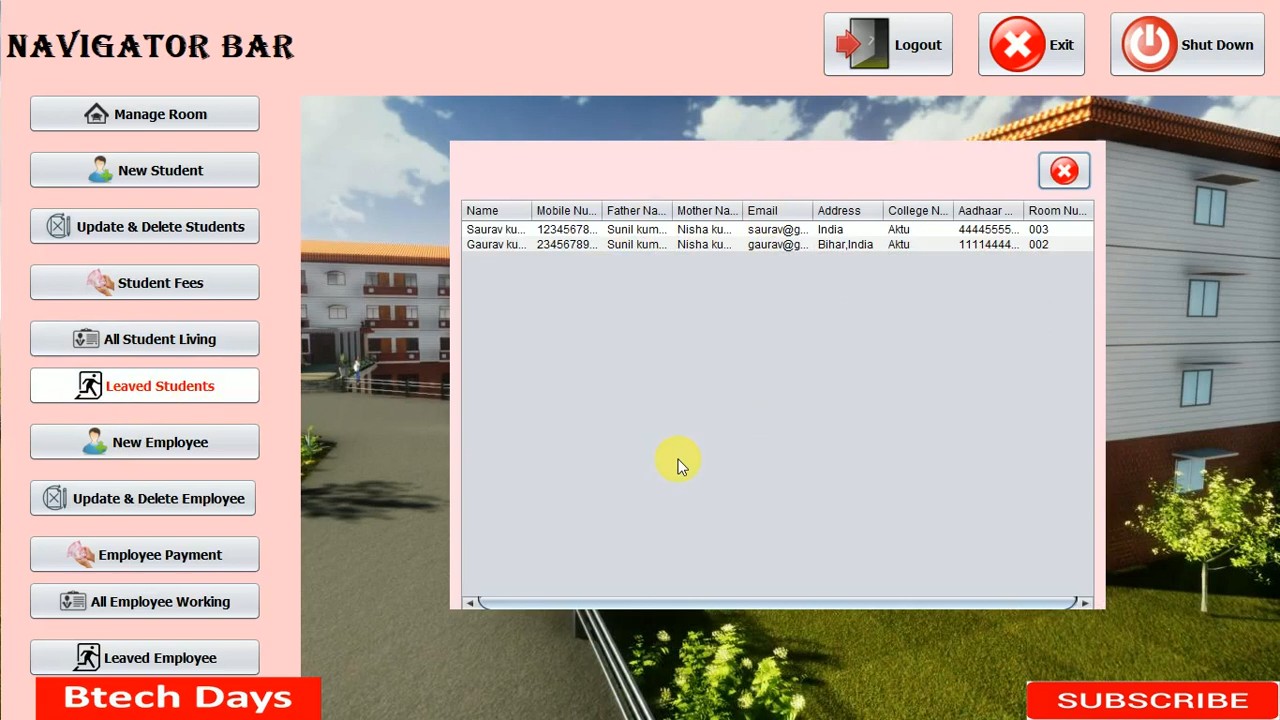 NAVIGATOR BAR
Logout
Exit
Shut Down
Manage Room
New Student
Update & Delete Students
Student Fees
All Student Living
Leaved Students
New Employee
Update & Delete Employee
Employee Payment
All Employee Working
Leaved Employee
Name Mobile Nu... Father Na... Mother Na... Email Address College N... Aadhaar ... Room Nu...
Saurav ku... 12345678... Sunil kum... Nisha ku... saurav@g... India Aktu 44445555... 003
Gaurav ku... 23456789... Sunil kum... Nisha ku... gaurav@g... Bihar,India Aktu 11114444... 002
Btech Days
SUBSCRIBE